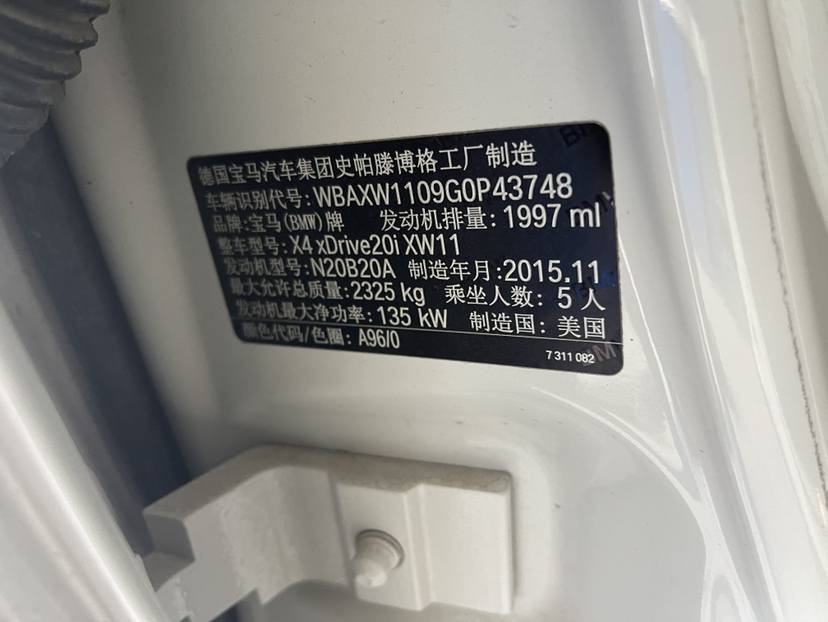 德国宝马汽车集团史帕滕博格工厂制造
车辆识别代号: WBAXW1109G0P43748
品牌: 宝马(BMW)牌 发动机排量: 1997 ml
整车型号: X4 xDrive20i XW11
发动机型号: N20B20A 制造年月: 2015.11
最大允许总质量: 2325 kg 乘坐人数: 5 人
发动机最大净功率: 135 kW 制造国: 美国
颜色代码/色圈: A96/0
7 311 082